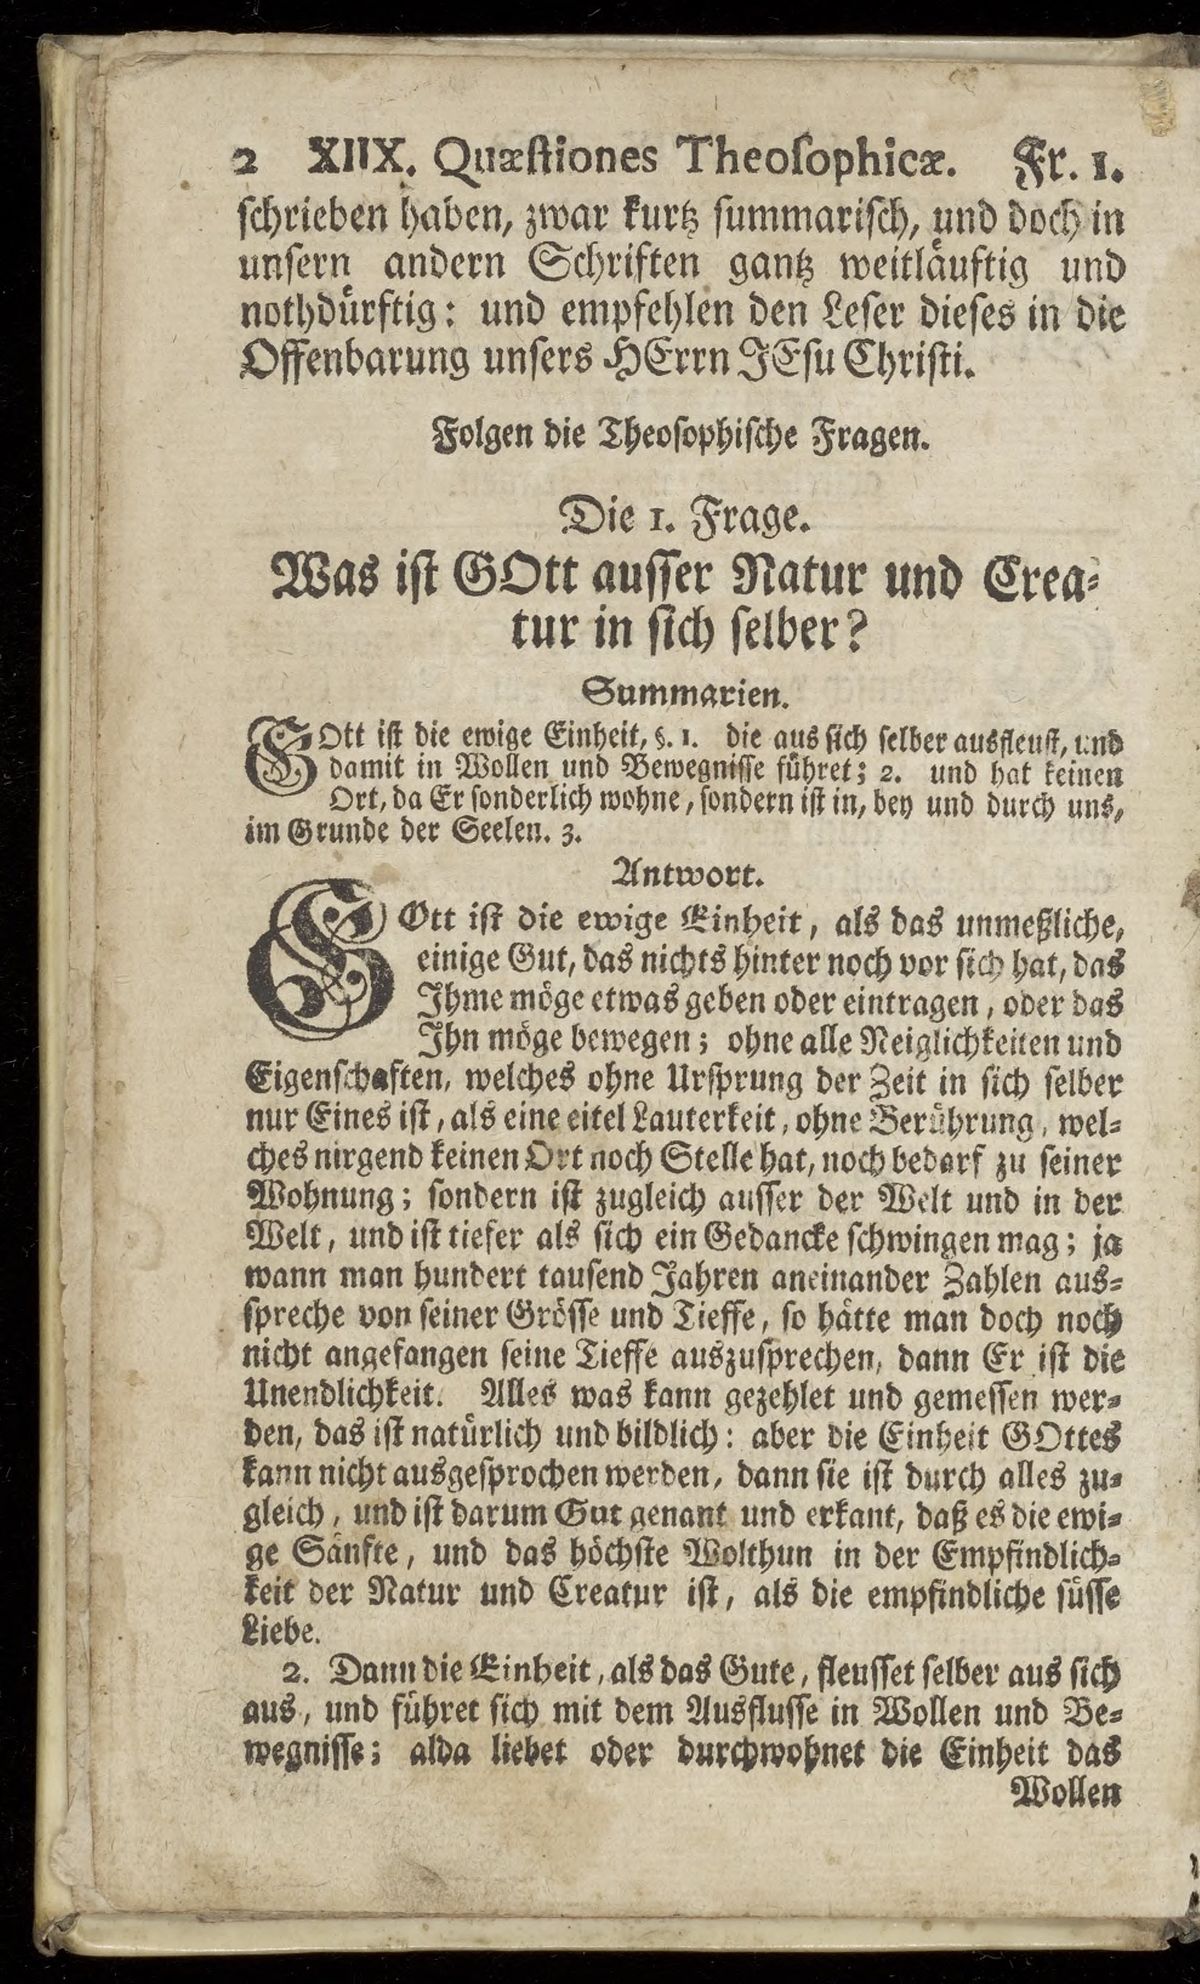 2 XIIX. Quæstiones Theosophicæ. Fr. 1.
schrieben haben, zwar kurtz summarisch, und doch in
unsern andern Schriften gantz weitläuftig und
nothdürftig: und empfehlen den Leser dieses in die
Offenbarung unsers HErrn JEsu Christi.
Folgen die Theosophische Fragen.
Die 1. Frage.
Was ist GOtt ausser Natur und Crea-
tur in sich selber?
Summarien.
GOtt ist die ewige Einheit, §. 1. die aus sich selber ausfleust, und
damit in Wollen und Bewegnisse führet; 2. und hat keinen
Ort, da Er sonderlich wohne, sondern ist in, bey und durch uns,
im Grunde der Seelen. 3.
Antwort.
GOtt ist die ewige Einheit, als das unmeßliche,
einige Gut, das nichts hinter noch vor sich hat, das
Ihme möge etwas geben oder eintragen, oder das
Ihn möge bewegen; ohne alle Neiglichkeiten und
Eigenschaften, welches ohne Ursprung der Zeit in sich selber
nur Eines ist, als eine eitel Lauterkeit, ohne Berührung, wel-
ches nirgend keinen Ort noch Stelle hat, noch bedarf zu seiner
Wohnung; sondern ist zugleich ausser der Welt und in der
Welt, und ist tiefer als sich ein Gedancke schwingen mag; ja
wann man hundert tausend Jahren aneinander Zahlen aus-
spreche von seiner Grösse und Tieffe, so hätte man doch noch
nicht angefangen seine Tieffe auszusprechen, dann Er ist die
Unendlichkeit. Alles was kann gezehlet und gemessen wer-
den, das ist natürlich und bildlich: aber die Einheit GOttes
kann nicht ausgesprochen werden, dann sie ist durch alles zu-
gleich, und ist darum Gut genant und erkant, daß es die ewi-
ge Sänfte, und das höchste Wolthun in der Empfindlich-
keit der Natur und Creatur ist, als die empfindliche süsse
Liebe.
2. Dann die Einheit, als das Gute, fleusset selber aus sich
aus, und führet sich mit dem Ausflusse in Wollen und Be-
wegnisse; alda liebet oder durchwohnet die Einheit das
Wollen